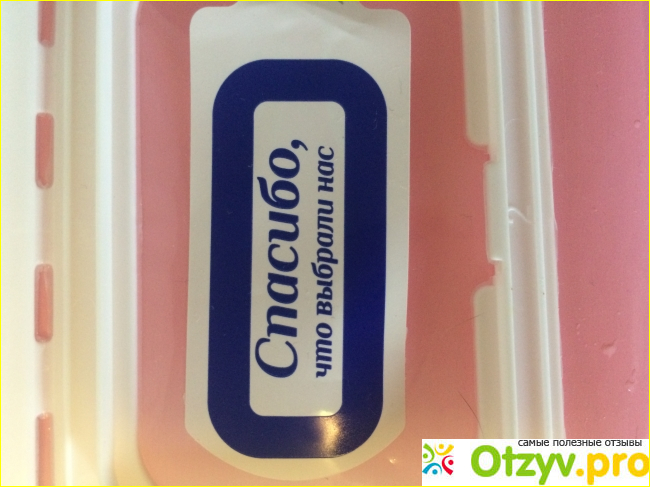 Спасибо,
что выбрали нас
самые полезные отзывы
Otzyv.pro